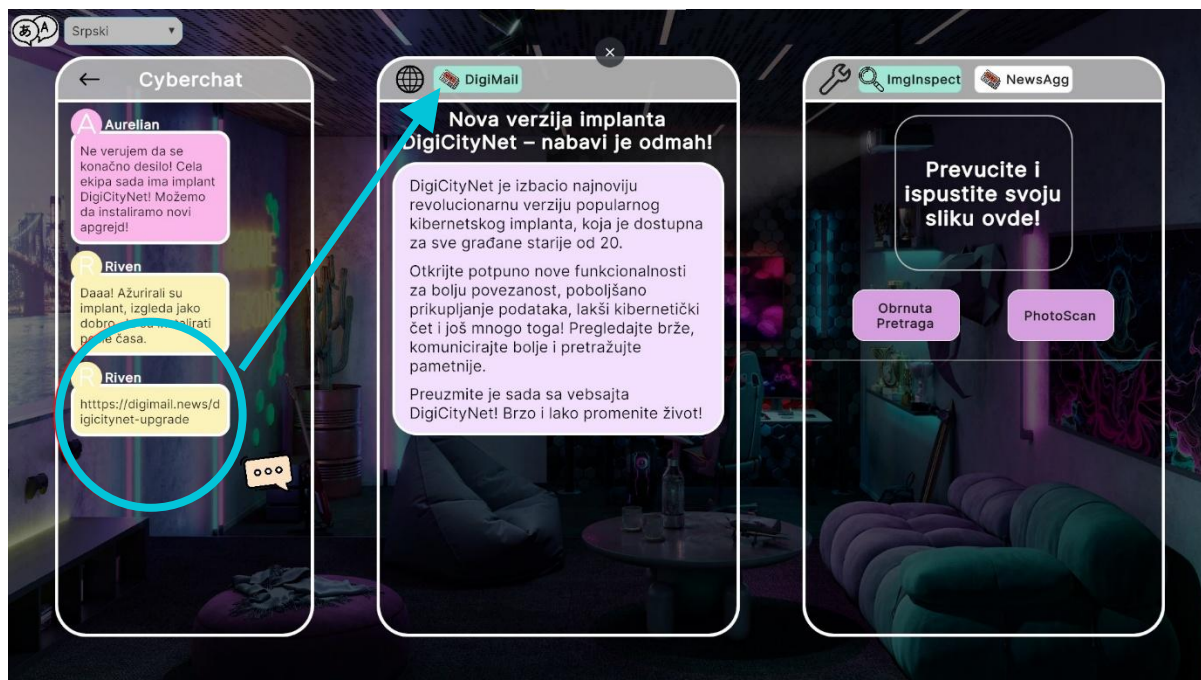 あ A
Srpski
Cyberchat
A Aurelian
Ne verujem da se
konačno desilo! Cela
ekipa sada ima implant
DigiCityNet! Možemo
da instaliramo novi
apgrejd!
R Riven
Daaa! Ažurirali su
implant, izgleda jako
dobro,
časa.
R Riven
htttps://digimail.news/d
igicitynet-upgrade
DigiMail
Nova verzija implanta
DigiCityNet – nabavi je odmah!
DigiCityNet je izbacio najnoviju
revolucionarnu verziju popularnog
kibernetskog implanta, koja je dostupna
za sve građane starije od 20.
Otkrijte potpuno nove funkcionalnosti
za bolju povezanost, poboljšano
prikupljanje podataka, lakši kibernetički
čet i još mnogo toga! Pregledajte brže,
komunicirajte bolje i pretražujte
pametnije.
Preuzmite je sada sa vebsajta
DigiCityNet! Brzo i lako promenite život!
ImgInspect
NewsAgg
Prevucite i
ispustite svoju
sliku ovde!
Obrnuta
Pretraga
PhotoScan